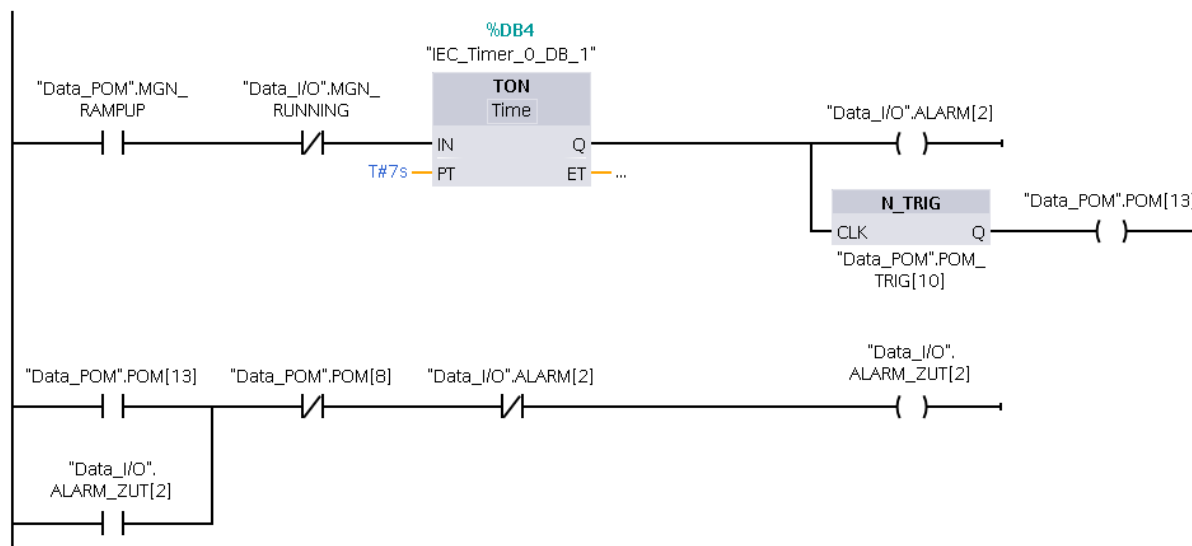 %DB4
"IEC_Timer_0_DB_1"
"Data_POM".MGN_
RAMPUP
"Data_I/O".MGN_
RUNNING
TON
Time
"Data_I/O".ALARM[2]
IN
Q
T#7s
PT
ET
...
N_TRIG
"Data_POM".POM[13]
CLK
Q
"Data_POM".POM_
TRIG[10]
"Data_POM".POM[13]
"Data_POM".POM[8]
"Data_I/O".ALARM[2]
"Data_I/O".
ALARM_ZUT[2]
"Data_I/O".
ALARM_ZUT[2]